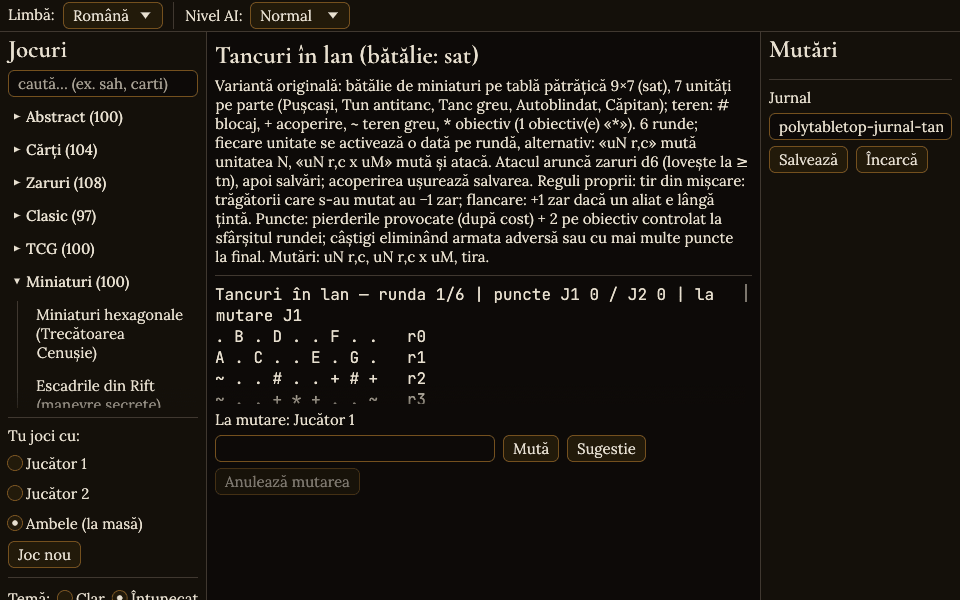 Limbă: Română ▼ Nivel AI: Normal ▼
Jocuri
caută... (ex. sah, carti)
▸ Abstract (100)
▸ Cărți (104)
▸ Zaruri (108)
▸ Clasic (97)
▸ TCG (100)
▾ Miniaturi (100)
Miniaturi hexagonale
(Trecătoarea
Cenușie)
Escadrile din Rift
(manevre secrete)
Tu joci cu:
Jucător 1
Jucător 2
Ambele (la masă)
Joc nou
Temă: Clar Întunecat
Tancuri în lan (bătălie: sat)
Variantă originală: bătălie de miniaturi pe tablă pătrățică 9×7 (sat), 7 unități
pe parte (Pușcași, Tun antitanc, Tanc greu, Autoblindat, Căpitan); teren: #
blocaj, + acoperire, ~ teren greu, * obiectiv (1 obiectiv(e) «*»). 6 runde;
fiecare unitate se activează o dată pe rundă, alternativ: «uN r,c» mută
unitatea N, «uN r,c x uM» mută și atacă. Atacul aruncă zaruri d6 (lovește la ≥
tn), apoi salvări; acoperirea ușurează salvarea. Reguli proprii: tir din mișcare:
trăgătorii care s-au mutat au −1 zar; flancare: +1 zar dacă un aliat e lângă
țintă. Puncte: pierderile provocate (după cost) + 2 pe obiectiv controlat la
sfârșitul rundei; câștigi eliminând armata adversă sau cu mai multe puncte
la final. Mutări: uN r,c, uN r,c x uM, tira.
Tancuri în lan — runda 1/6 | puncte J1 0 / J2 0 | la
mutare J1
. B . D . . F . . r0
A . C . . E . G . r1
~ . . # . . + # + r2
~ . . + * + . . ~ r3
La mutare: Jucător 1
Mută Sugestie
Anulează mutarea
Mutări
Jurnal
polytabletop-jurnal-tan
Salvează Încarcă